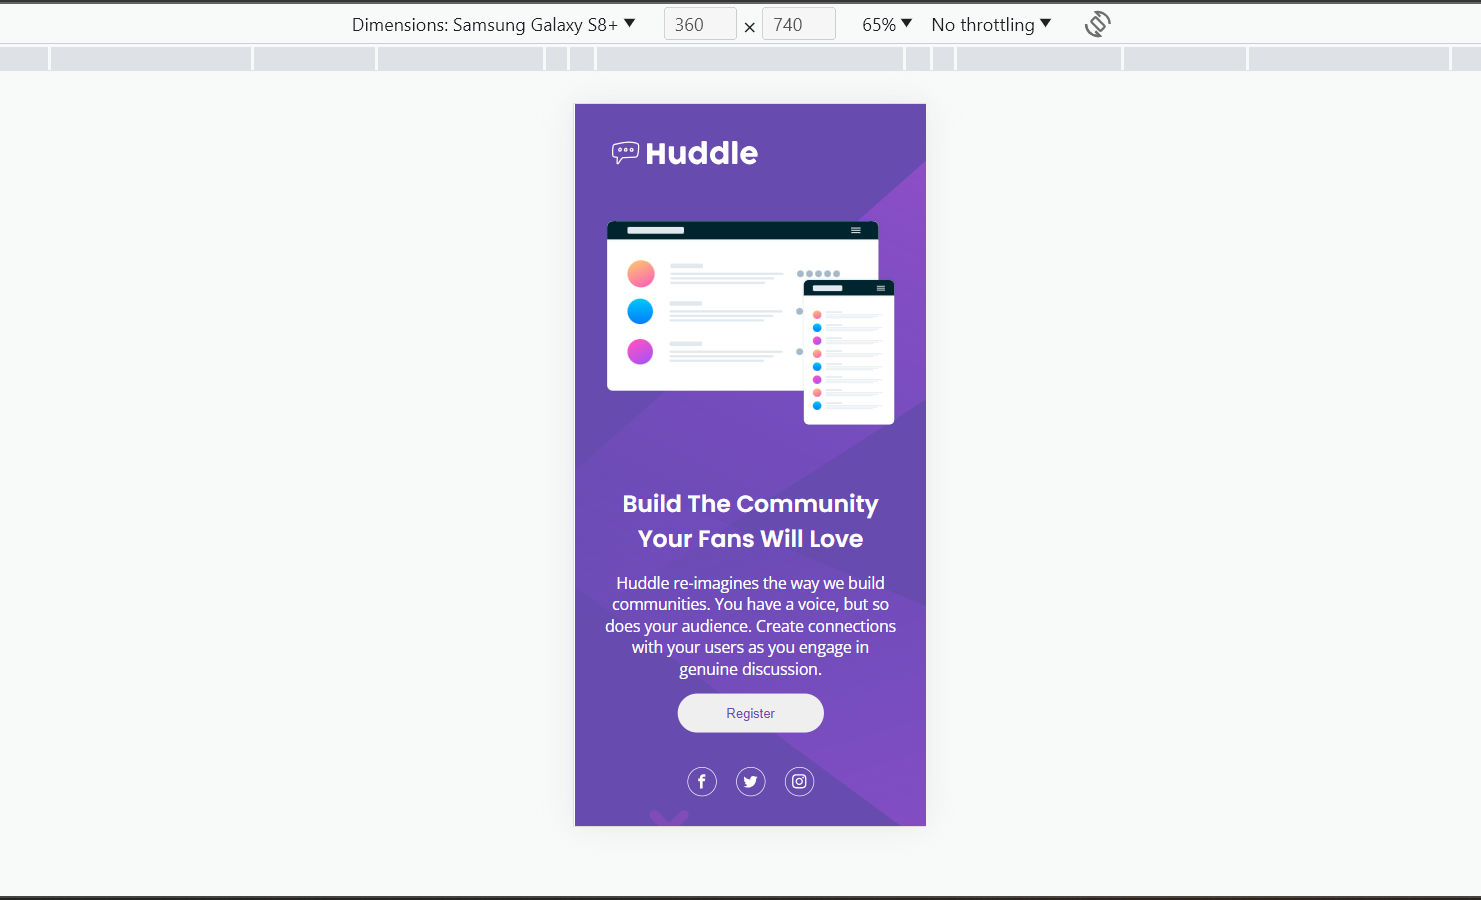 Dimensions: Samsung Galaxy S8+ 360 × 740 65% No throttling
Huddle
Build The Community
Your Fans Will Love
Huddle re-imagines the way we build
communities. You have a voice, but so
does your audience. Create connections
with your users as you engage in
genuine discussion.
Register